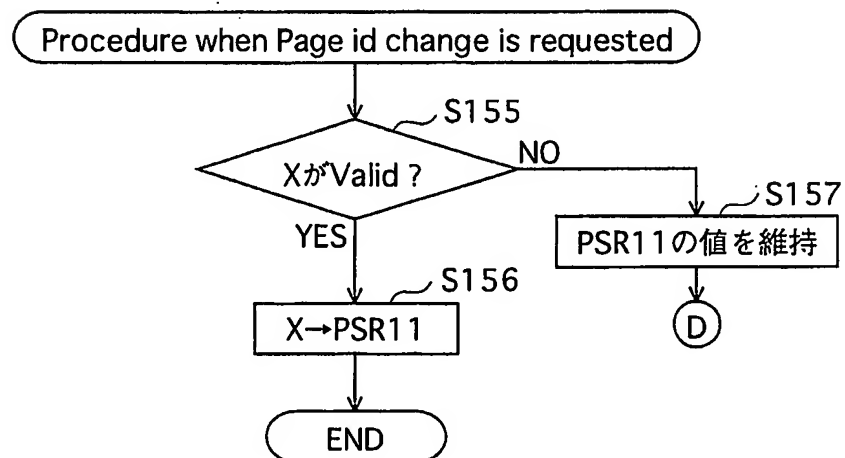 Procedure when Page id change is requested
S155
XがValid ?
NO
YES
S157
PSR11の値を維持
S156
X→PSR11
D
END